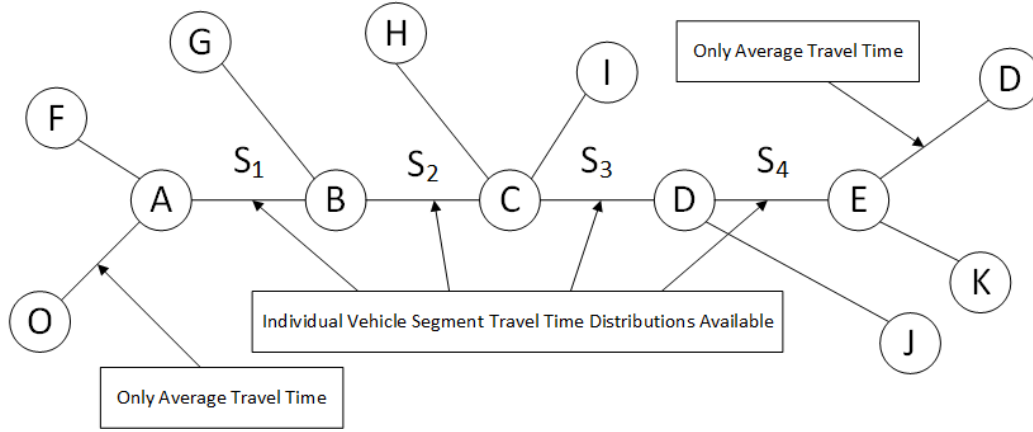 H
G
I
Only Average Travel Time
D
F
S₁
S₂
S₃
S₄
A
B
C
D
E
O
K
Individual Vehicle Segment Travel Time Distributions Available
J
Only Average Travel Time